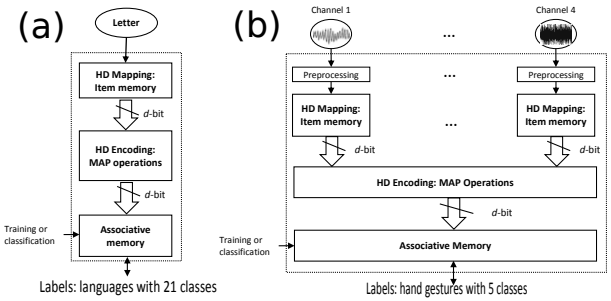 (a)
Letter
HD Mapping:
Item memory
d-bit
HD Encoding:
MAP operations
d-bit
Training or
classification
Associative
memory
Labels: languages with 21 classes
(b)
Channel 1
...
Channel 4
Preprocessing
...
Preprocessing
HD Mapping:
Item memory
...
HD Mapping:
Item memory
d-bit
d-bit
HD Encoding: MAP Operations
d-bit
Training or
classification
Associative Memory
Labels: hand gestures with 5 classes